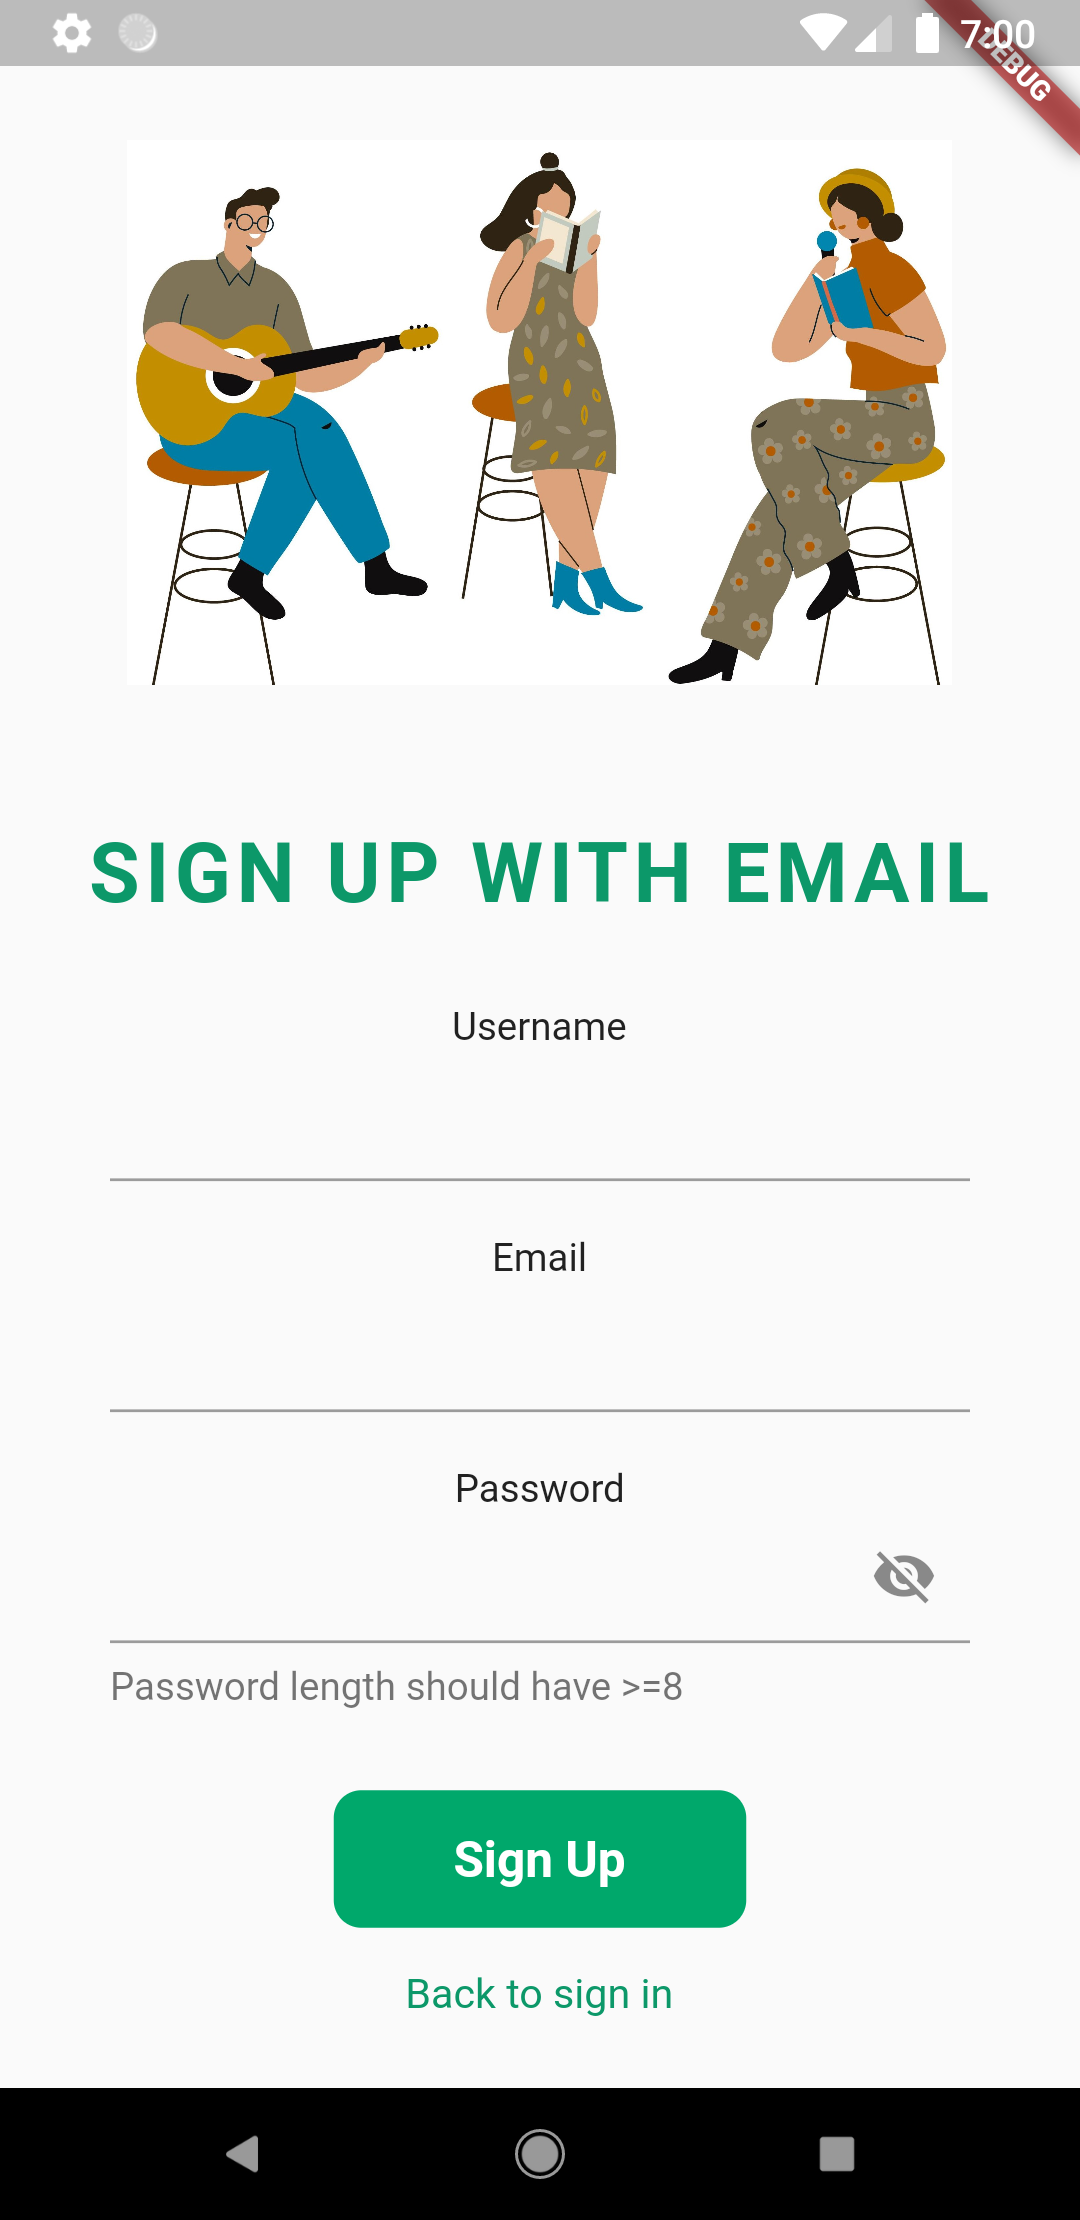 7:00
DEBUG
SIGN UP WITH EMAIL
Username
Email
Password
Password length should have >=8
Sign Up
Back to sign in